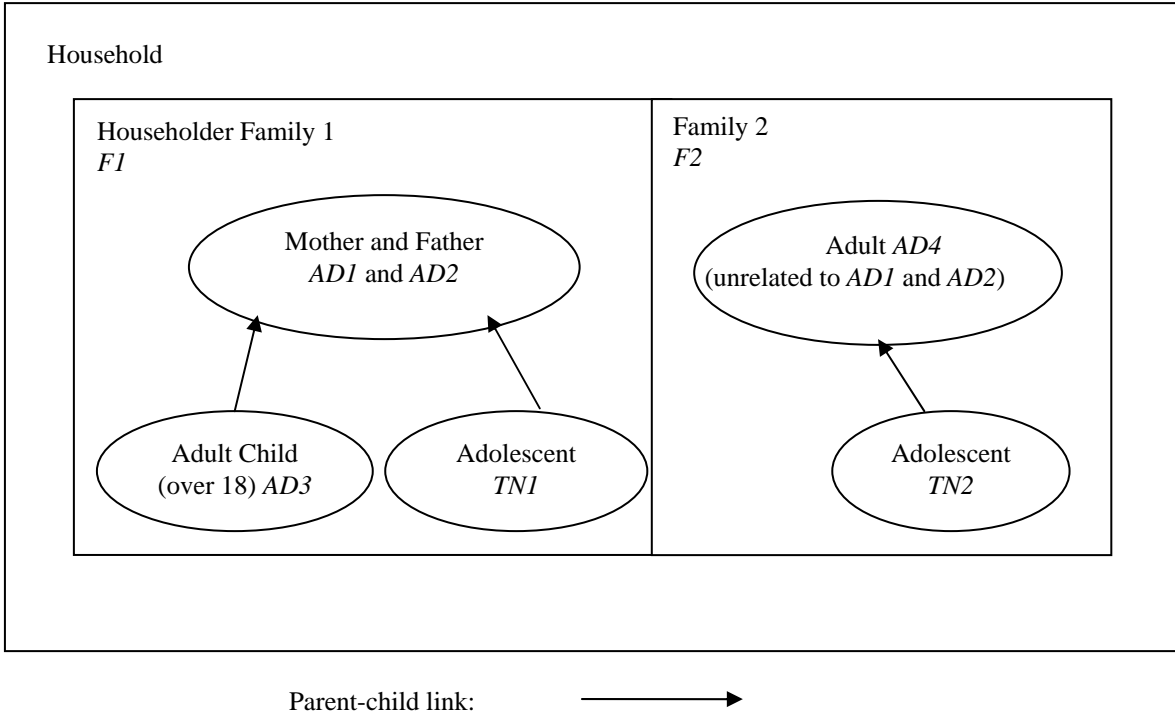 Household
Householder Family 1
F1
Mother and Father
AD1 and AD2
Adult Child
(over 18) AD3
Adolescent
TN1
Family 2
F2
Adult AD4
(unrelated to AD1 and AD2)
Adolescent
TN2
Parent-child link: